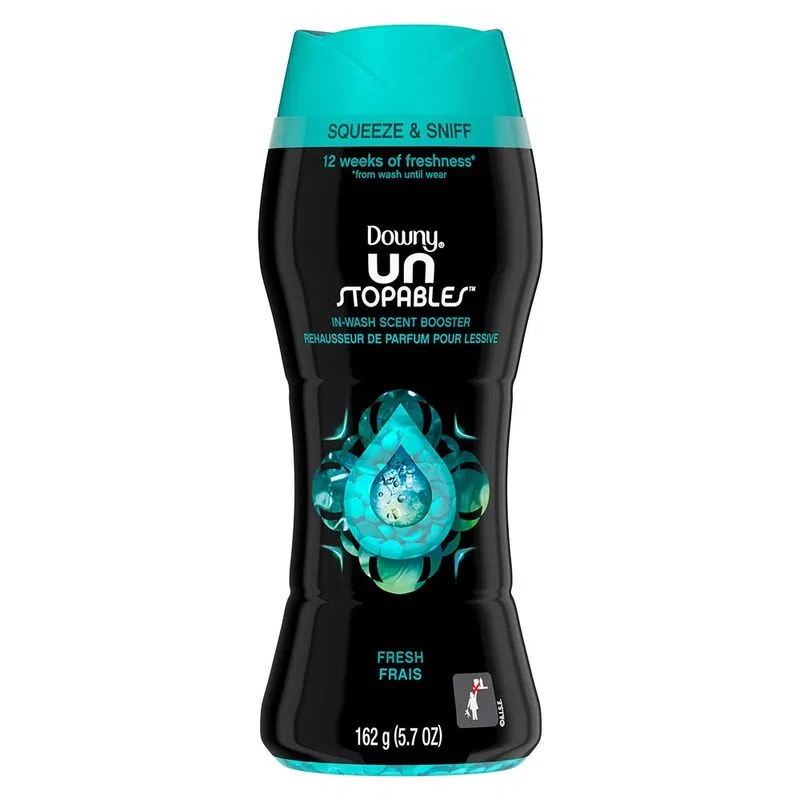 SQUEEZE & SNIFF
12 weeks of freshness*
*from wash until wear
Downy®
un
STOPABLES™
IN-WASH SCENT BOOSTER
REHAUSSEUR DE PARFUM POUR LESSIVE
FRESH
FRAIS
©A.I.S.E.
162 g (5.7 OZ)